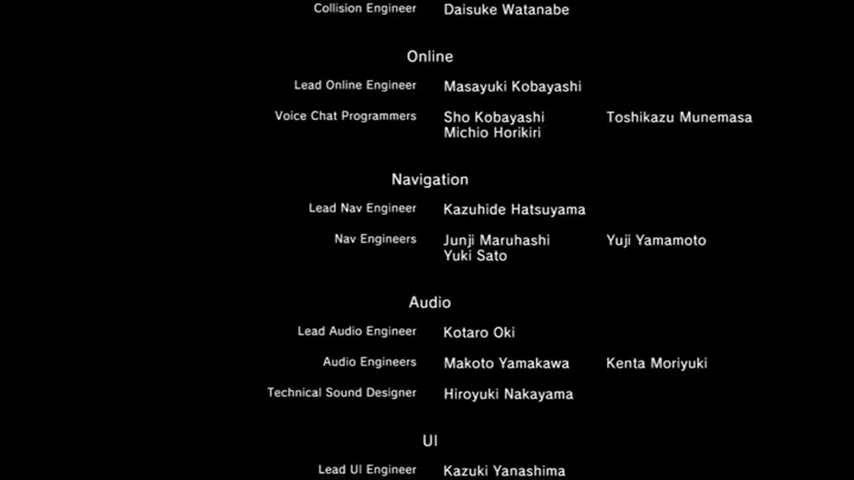 Collision Engineer Daisuke Watanabe
Online
Lead Online Engineer Masayuki Kobayashi
Voice Chat Programmers Sho Kobayashi Toshikazu Munemasa
Michio Horikiri
Navigation
Lead Nav Engineer Kazuhide Hatsuyama
Nav Engineers Junji Maruhashi Yuji Yamamoto
Yuki Sato
Audio
Lead Audio Engineer Kotaro Oki
Audio Engineers Makoto Yamakawa Kenta Moriyuki
Technical Sound Designer Hiroyuki Nakayama
UI
Lead UI Engineer Kazuki Yanashima